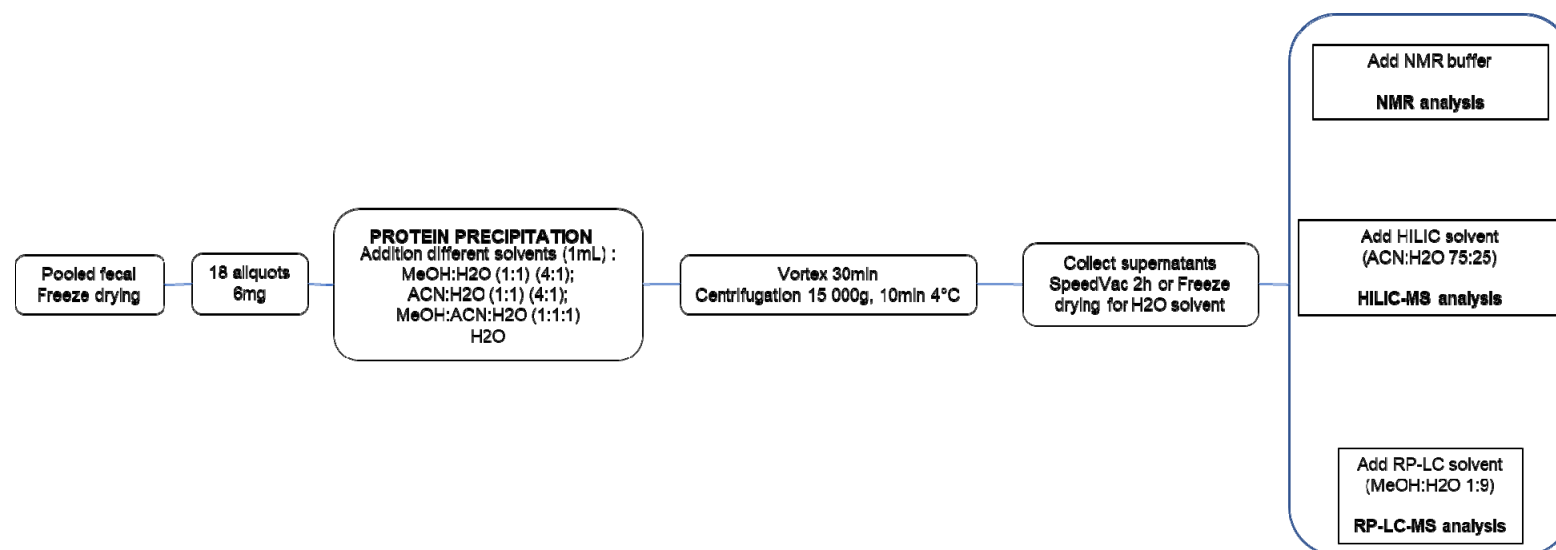 Pooled fecal
Freeze drying
18 aliquots
6mg
PROTEIN PRECIPITATION
Addition different solvents (1mL) :
MeOH:H2O (1:1) (4:1);
ACN:H2O (1:1) (4:1);
MeOH:ACN:H2O (1:1:1)
H2O
Vortex 30min
Centrifugation 15 000g, 10min 4°C
Collect supernatants
SpeedVac 2h or Freeze
drying for H2O solvent
Add NMR buffer
NMR analysis
Add HILIC solvent
(ACN:H2O 75:25)
HILIC-MS analysis
Add RP-LC solvent
(MeOH:H2O 1:9)
RP-LC-MS analysis